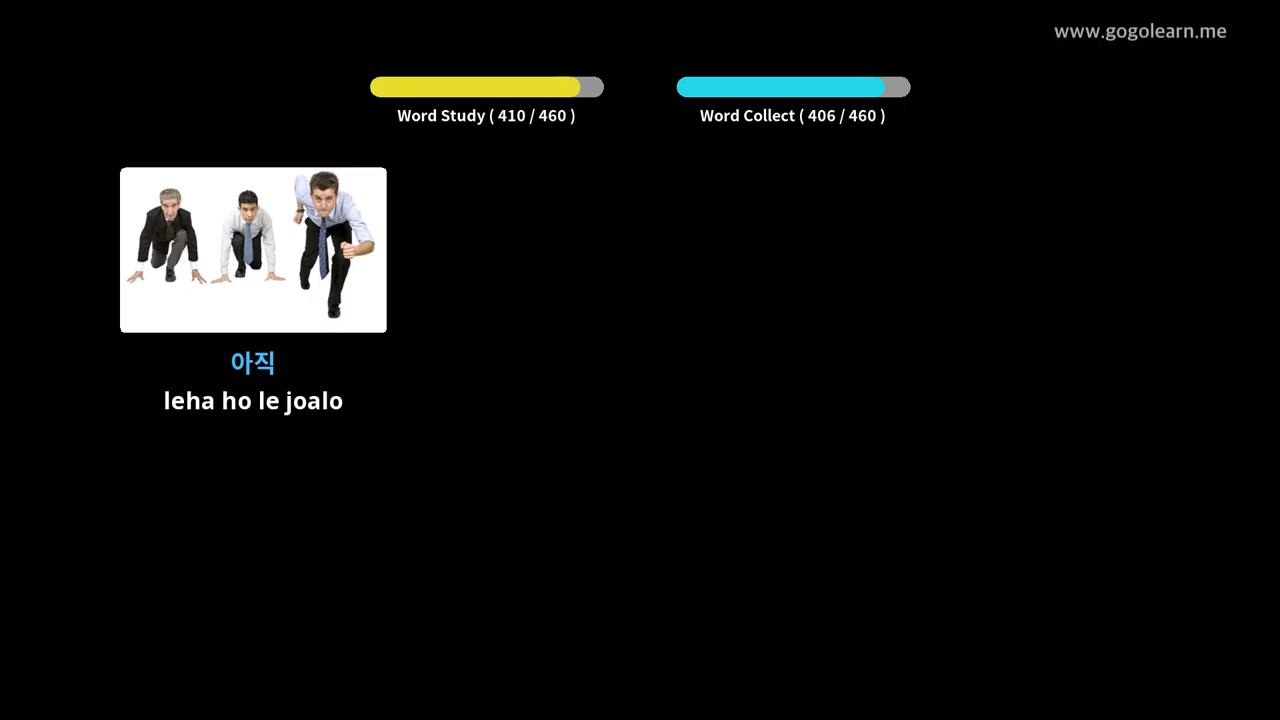 www.gogolearn.me
Word Study ( 410 / 460 )
Word Collect ( 406 / 460 )
아직
leha ho le joalo